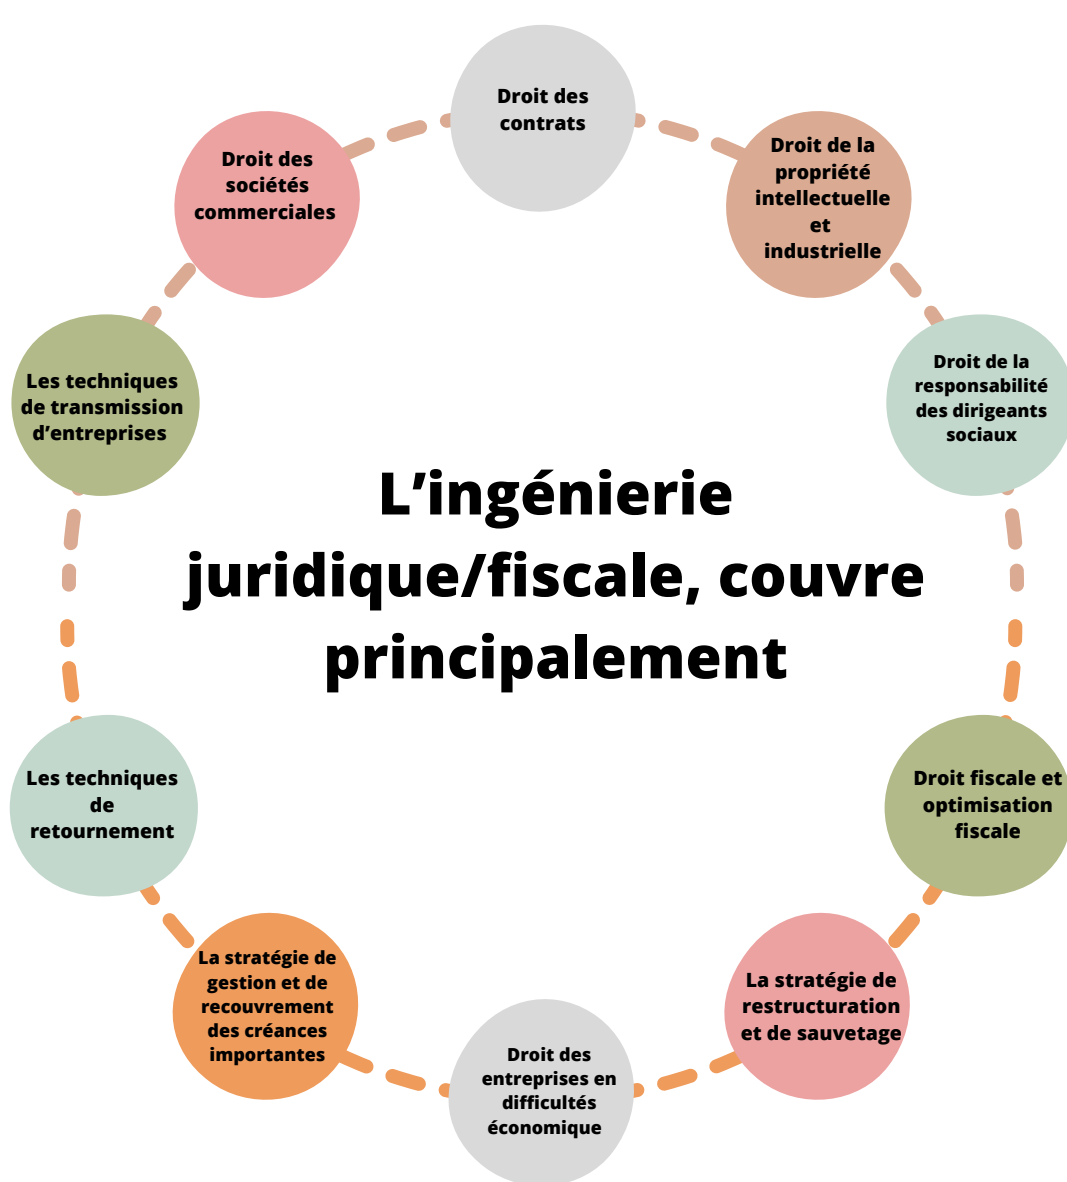 Droit des
contrats
Droit des
sociétés
commerciales
Droit de la
propriété
intellectuelle
et
industrielle
Les techniques
de transmission
d’entreprises
Droit de la
responsabilité
des dirigeants
sociaux
L’ingénierie
juridique/fiscale, couvre
principalement
Les techniques
de
retournement
Droit fiscale et
optimisation
fiscale
La stratégie de
gestion et de
recouvrement
des créances
importantes
La stratégie de
restructuration
et de sauvetage
Droit des
entreprises en
difficultés
économique